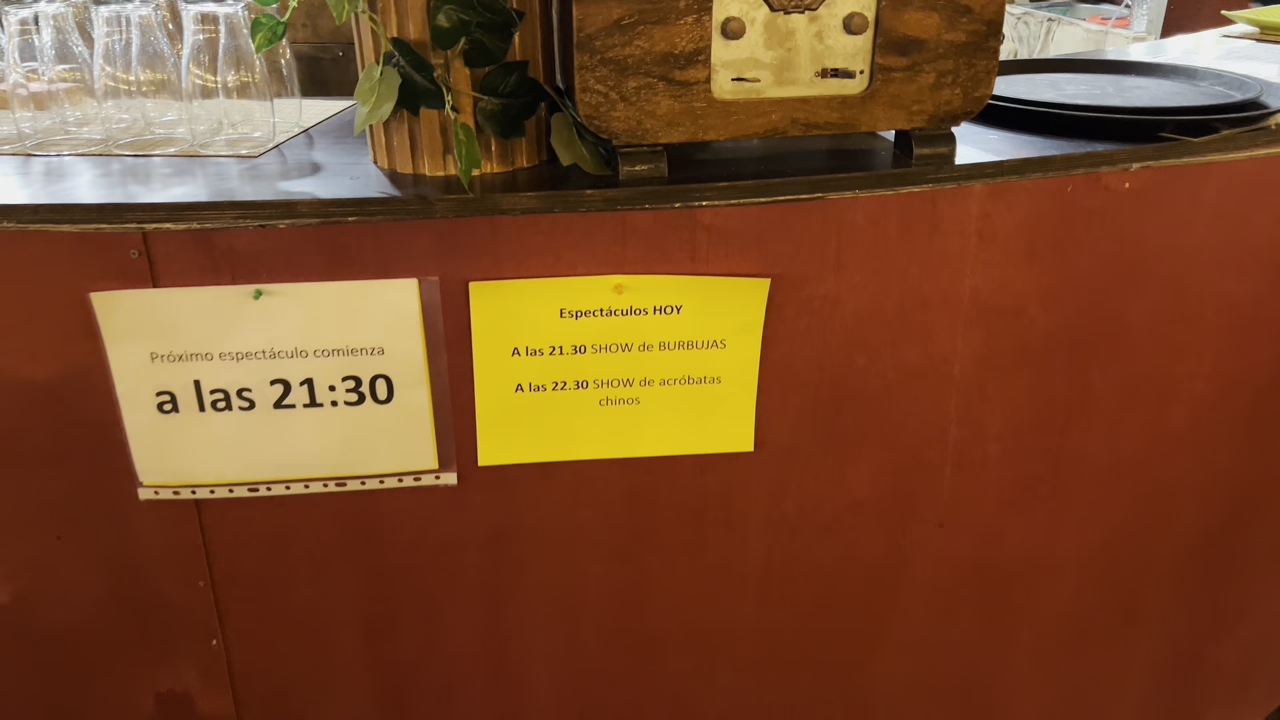 Próximo espectáculo comienza
a las 21:30
Espectáculos HOY
A las 21.30 SHOW de BURBUJAS
A las 22.30 SHOW de acróbatas
chinos